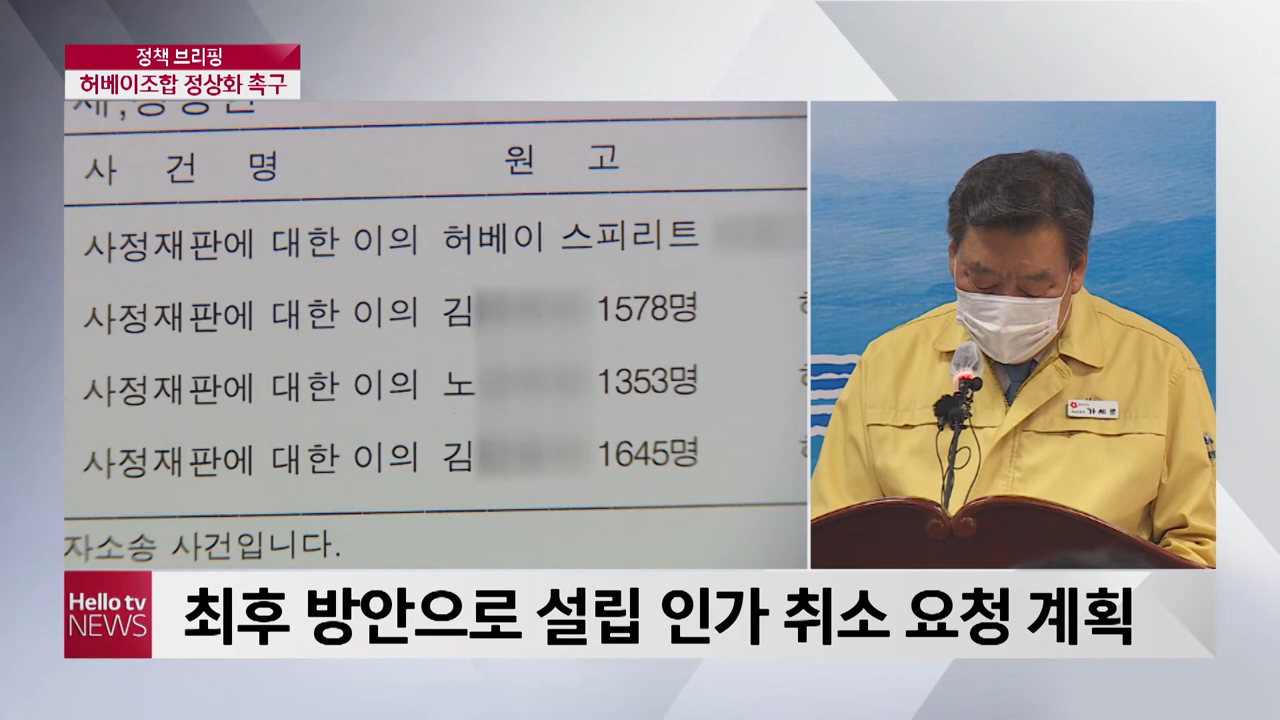 정책 브리핑
허베이조합 정상화 촉구
사 건 명 원 고
사정재판에 대한 이의 허베이 스피리트
사정재판에 대한 이의 김 1578명
사정재판에 대한 이의 노 1353명
사정재판에 대한 이의 김 1645명
자소송 사건입니다.
가세로
Hello tv
NEWS
최후 방안으로 설립 인가 취소 요청 계획